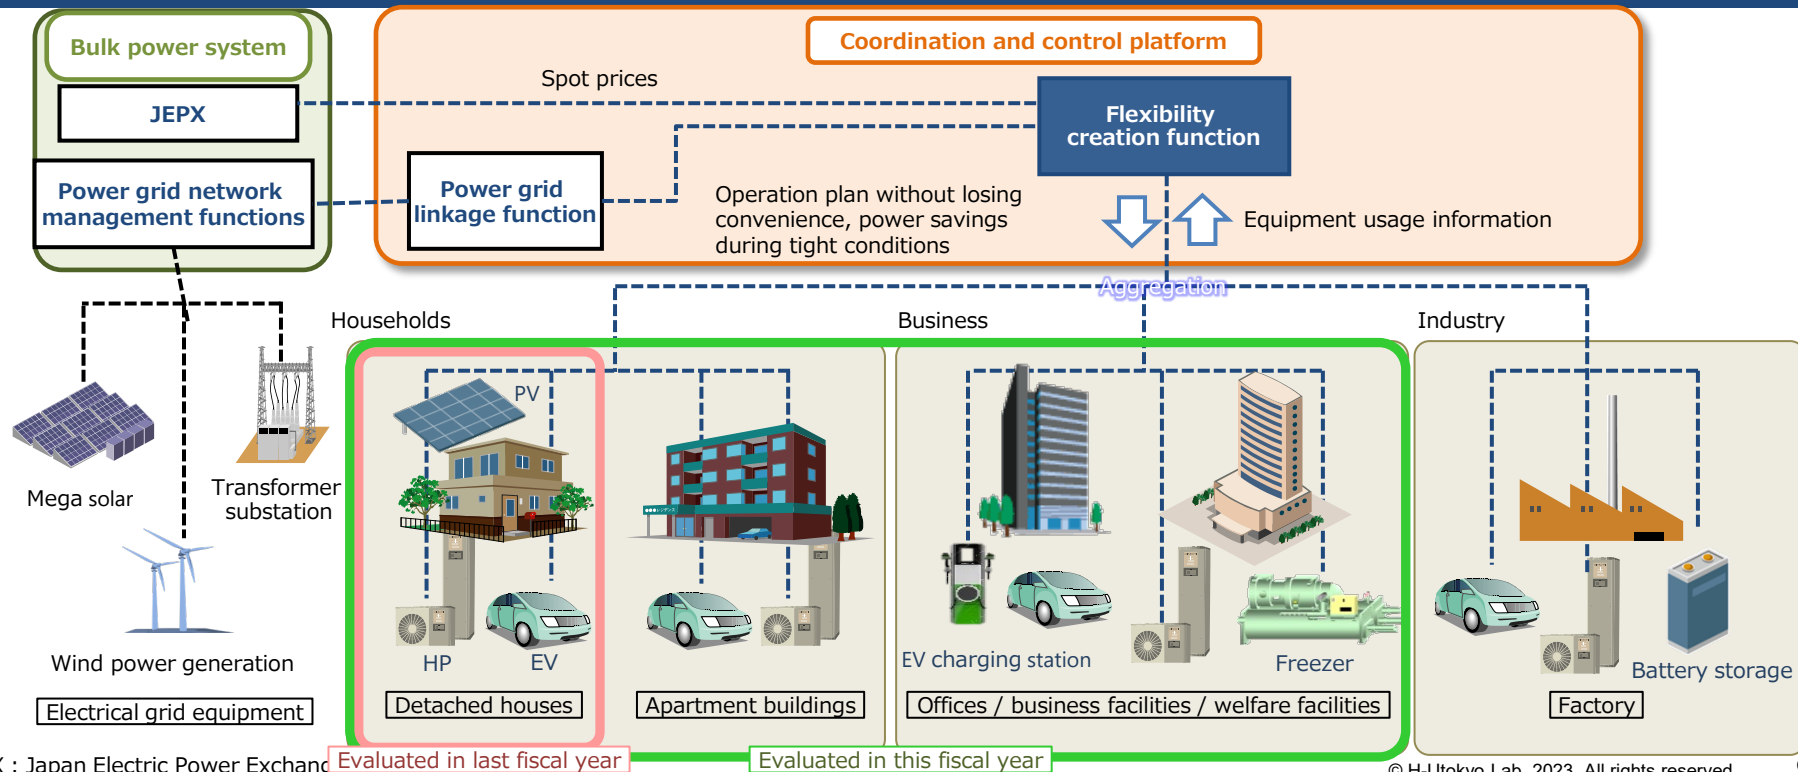 Bulk power system
Coordination and control platform
JEPX
Spot prices
Flexibility
creation function
Power grid network
management functions
Power grid
linkage function
Operation plan without losing
convenience, power savings
during tight conditions
Equipment usage information
Aggregation
Households
Business
Industry
PV
Mega solar
Transformer
substation
Wind power generation
HP
EV
EV charging station
Freezer
Battery storage
Electrical grid equipment
Detached houses
Apartment buildings
Offices / business facilities / welfare facilities
Factory
Evaluated in last fiscal year
Evaluated in this fiscal year
: Japan Electric Power
© H-Utokyo Lab. 2023. All rights reserved